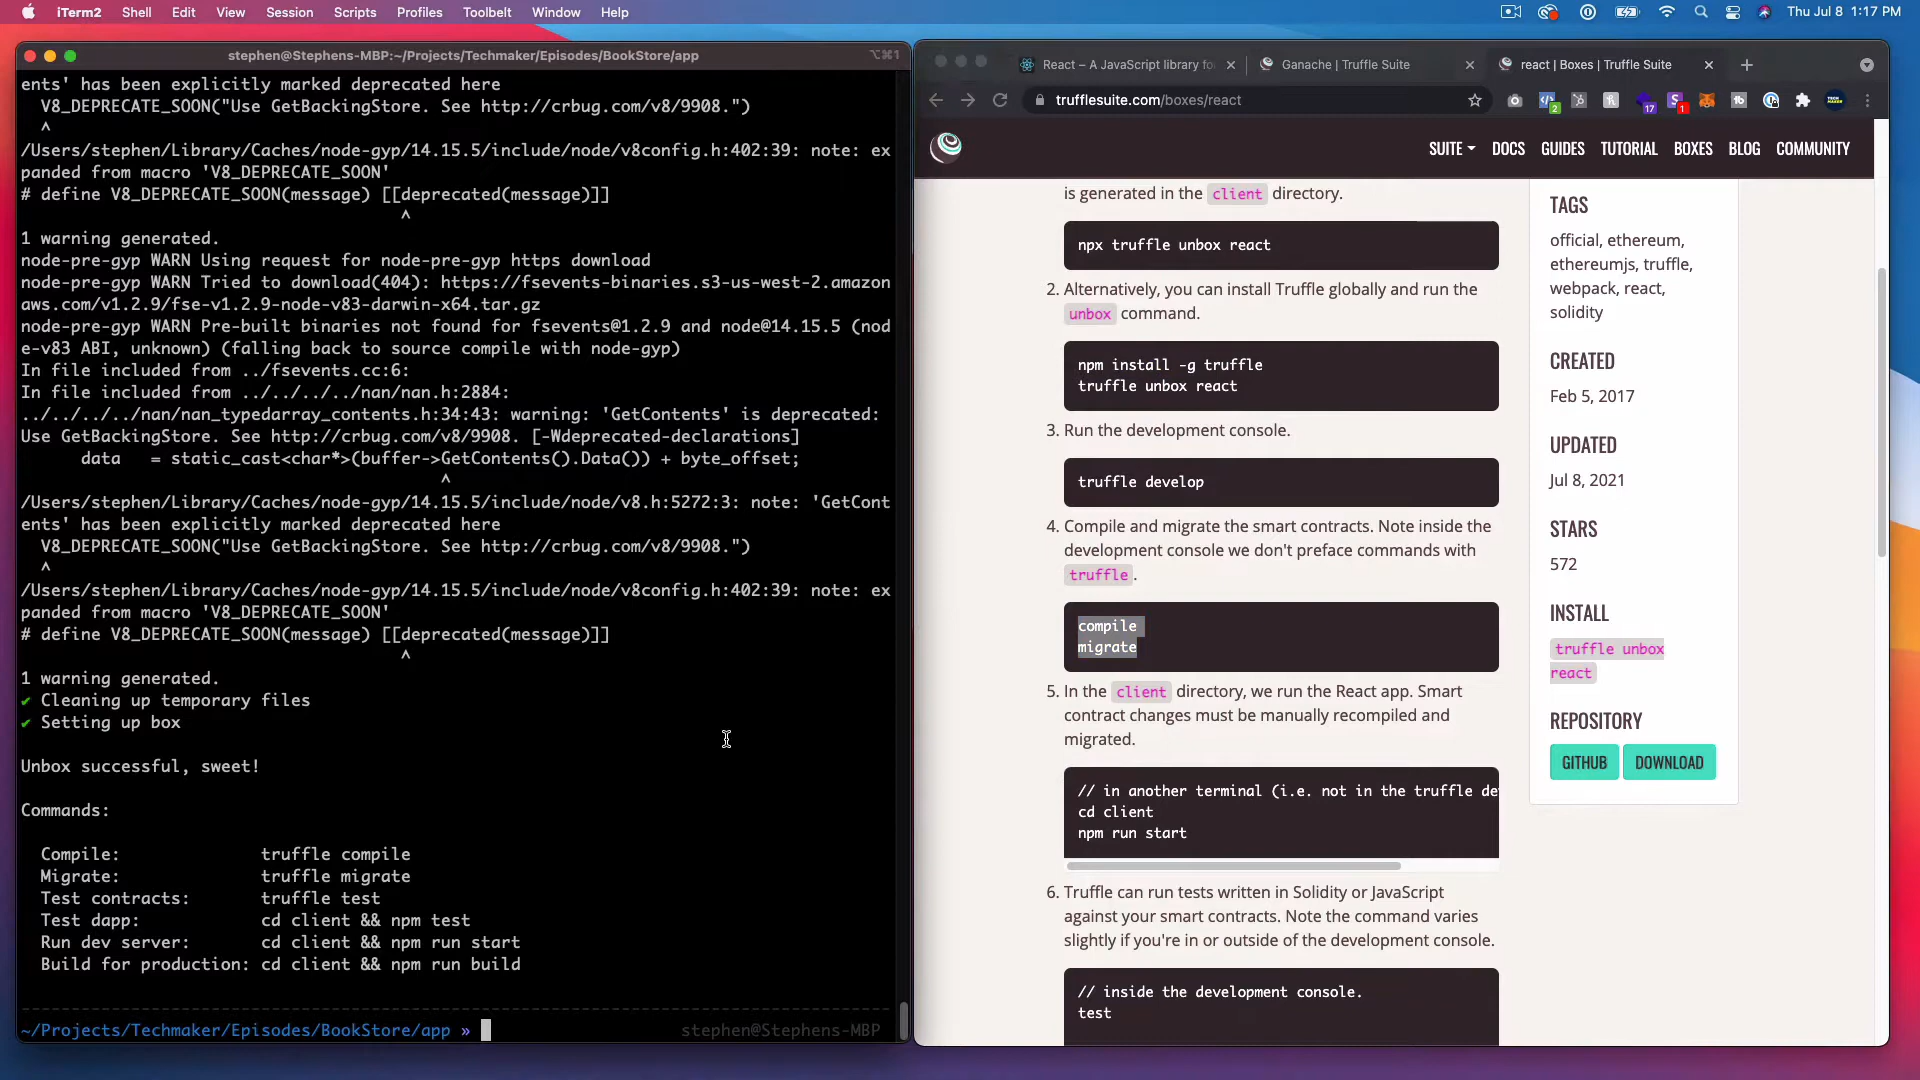 iTerm2 Shell Edit View Session Scripts Profiles Toolbelt Window Help
Thu Jul 8 1:17 PM
stephen@Stephens-MBP:~/Projects/Techmaker/Episodes/BookStore/app
⌥⌘1
ents' has been explicitly marked deprecated here
V8_DEPRECATE_SOON("Use GetBackingStore. See http://crbug.com/v8/9908.")
^
/Users/stephen/Library/Caches/node-gyp/14.15.5/include/node/v8config.h:402:39: note: ex
panded from macro 'V8_DEPRECATE_SOON'
# define V8_DEPRECATE_SOON(message) [[deprecated(message)]]
^
1 warning generated.
node-pre-gyp WARN Using request for node-pre-gyp https download
node-pre-gyp WARN Tried to download(404): https://fsevents-binaries.s3-us-west-2.amazon
aws.com/v1.2.9/fse-v1.2.9-node-v83-darwin-x64.tar.gz
node-pre-gyp WARN Pre-built binaries not found for fsevents@1.2.9 and node@14.15.5 (nod
e-v83 ABI, unknown) (falling back to source compile with node-gyp)
In file included from ../fsevents.cc:6:
In file included from ../../../../nan/nan.h:2884:
../../../../nan/nan_typedarray_contents.h:34:43: warning: 'GetContents' is deprecated:
Use GetBackingStore. See http://crbug.com/v8/9908. [-Wdeprecated-declarations]
data   = static_cast<char*>(buffer->GetContents().Data()) + byte_offset;
^
/Users/stephen/Library/Caches/node-gyp/14.15.5/include/node/v8.h:5272:3: note: 'GetCont
ents' has been explicitly marked deprecated here
V8_DEPRECATE_SOON("Use GetBackingStore. See http://crbug.com/v8/9908.")
^
/Users/stephen/Library/Caches/node-gyp/14.15.5/include/node/v8config.h:402:39: note: ex
panded from macro 'V8_DEPRECATE_SOON'
# define V8_DEPRECATE_SOON(message) [[deprecated(message)]]
^
1 warning generated.
✔ Cleaning up temporary files
✔ Setting up box
Unbox successful, sweet!
Commands:
Compile: truffle compile
Migrate: truffle migrate
Test contracts: truffle test
Test dapp: cd client && npm test
Run dev server: cd client && npm run start
Build for production: cd client && npm run build
~/Projects/Techmaker/Episodes/BookStore/app » stephen@Stephens-MBP
React – A JavaScript library fo
Ganache | Truffle Suite
react | Boxes | Truffle Suite
trufflesuite.com/boxes/react
2
17
1
SUITE DOCS GUIDES TUTORIAL BOXES BLOG COMMUNITY
is generated in the client directory.
npx truffle unbox react
2. Alternatively, you can install Truffle globally and run the
unbox command.
npm install -g truffle
truffle unbox react
3. Run the development console.
truffle develop
4. Compile and migrate the smart contracts. Note inside the
development console we don't preface commands with
truffle.
compile
migrate
5. In the client directory, we run the React app. Smart
contract changes must be manually recompiled and
migrated.
// in another terminal (i.e. not in the truffle de
cd client
npm run start
6. Truffle can run tests written in Solidity or JavaScript
against your smart contracts. Note the command varies
slightly if you're in or outside of the development console.
// inside the development console.
test
TAGS
official, ethereum,
ethereumjs, truffle,
webpack, react,
solidity
CREATED
Feb 5, 2017
UPDATED
Jul 8, 2021
STARS
572
INSTALL
truffle unbox
react
REPOSITORY
GITHUB DOWNLOAD